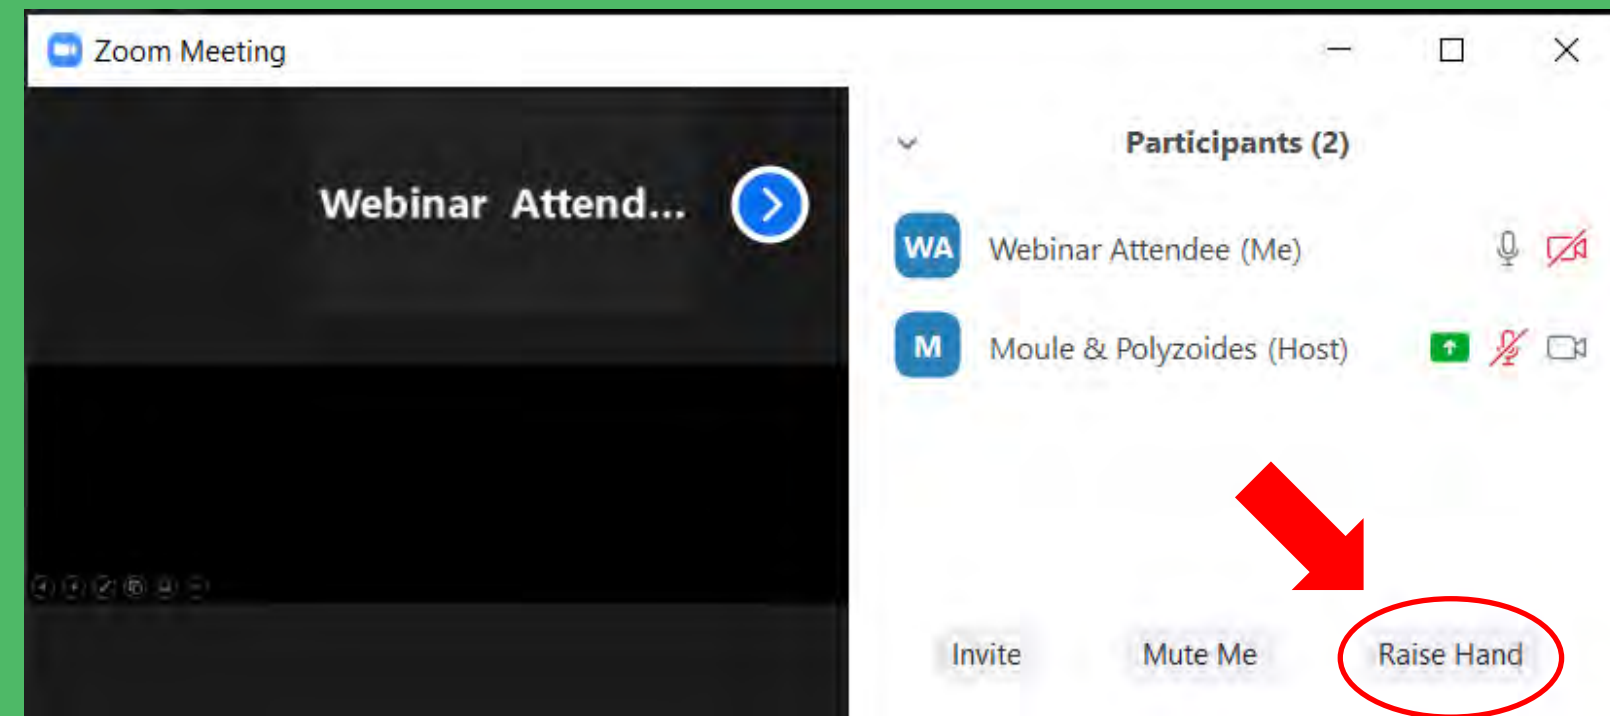 Zoom Meeting
Webinar Attend...
Participants (2)
WA Webinar Attendee (Me)
M Moule & Polyzoides (Host)
Invite Mute Me Raise Hand